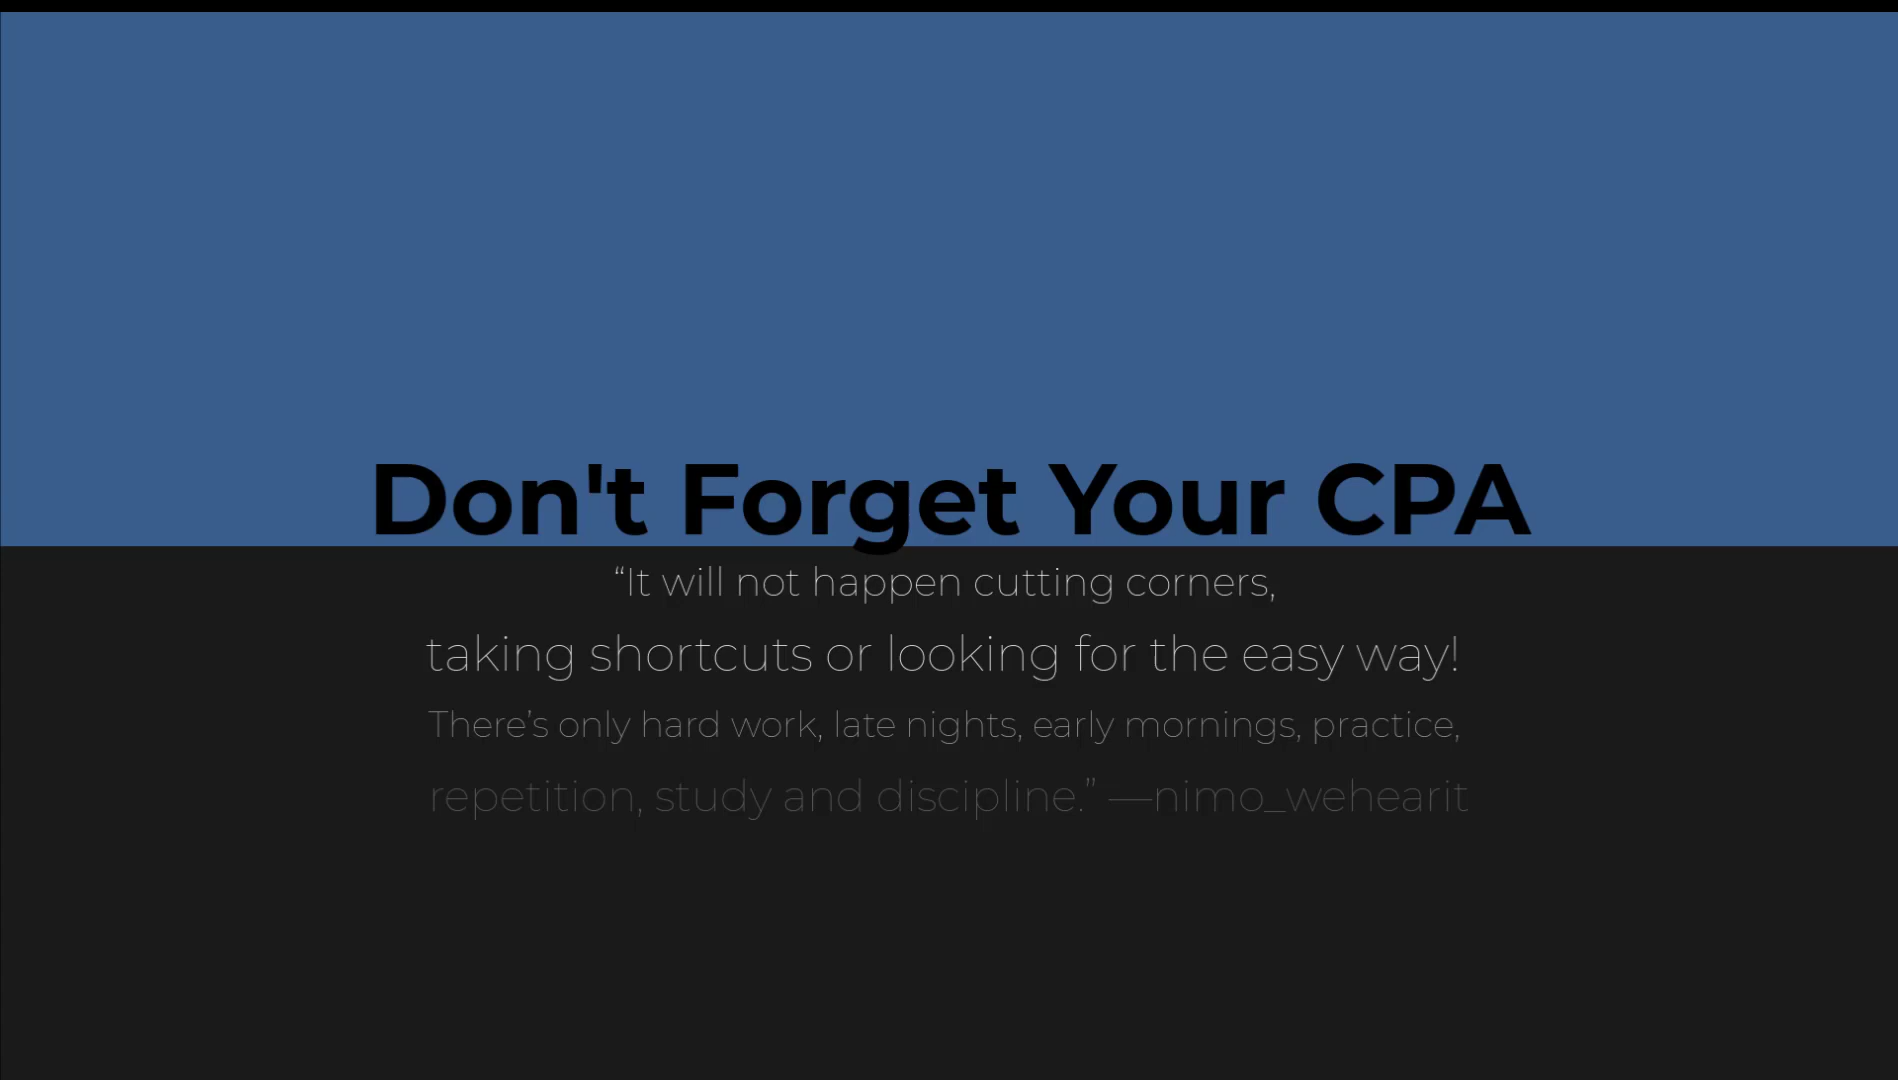 Don't Forget Your CPA
“It will not happen cutting corners,
taking shortcuts or looking for the easy way!
There’s only hard work, late nights, early mornings, practice,
repetition, study and discipline.” —nimo_wehearit